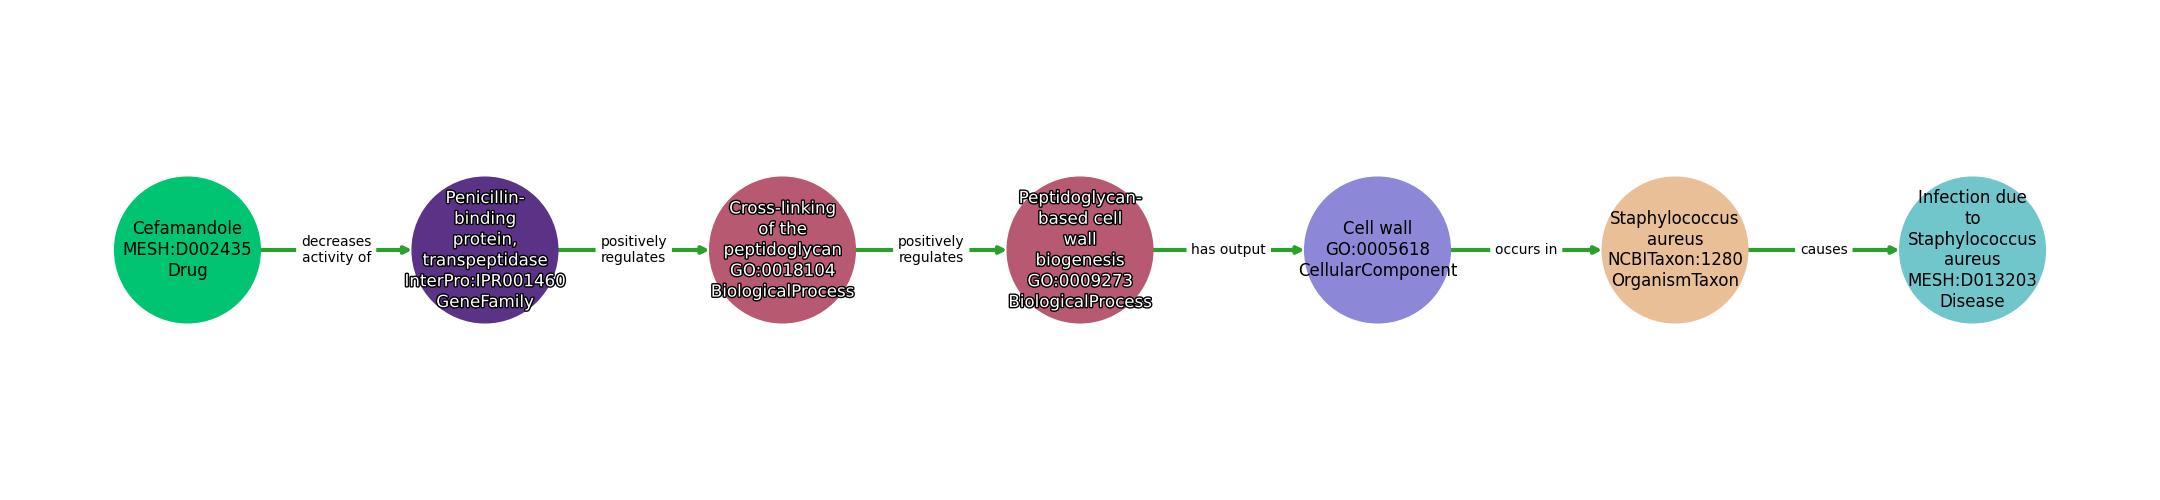 Cefamandole
MESH:D002435
Drug
decreases
activity of
Penicillin-
binding
protein,
transpeptidase
InterPro:IPR001460
GeneFamily
positively
regulates
Cross-linking
of the
peptidoglycan
GO:0018104
BiologicalProcess
positively
regulates
Peptidoglycan-
based cell
wall
biogenesis
GO:0009273
BiologicalProcess
has output
Cell wall
GO:0005618
CellularComponent
occurs in
Staphylococcus
aureus
NCBITaxon:1280
OrganismTaxon
causes
Infection due
to
Staphylococcus
aureus
MESH:D013203
Disease